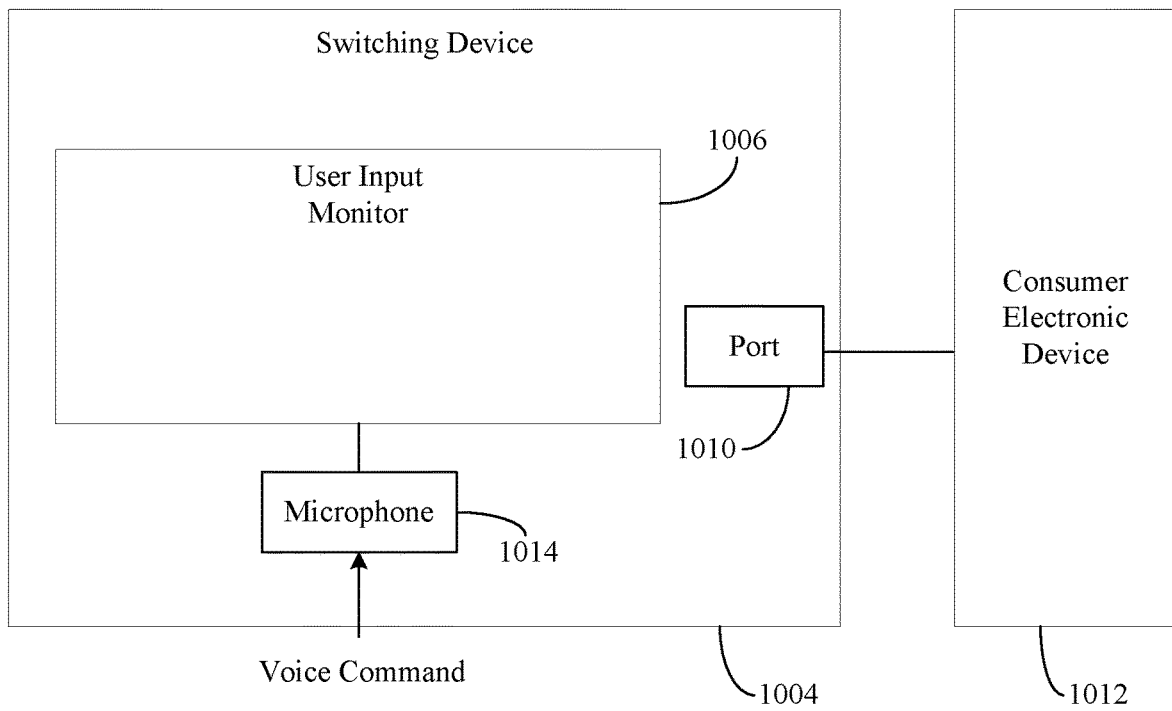 Switching Device
1006
User Input
Monitor
Consumer
Electronic
Device
Port
1010
Microphone
1014
Voice Command
1004
1012